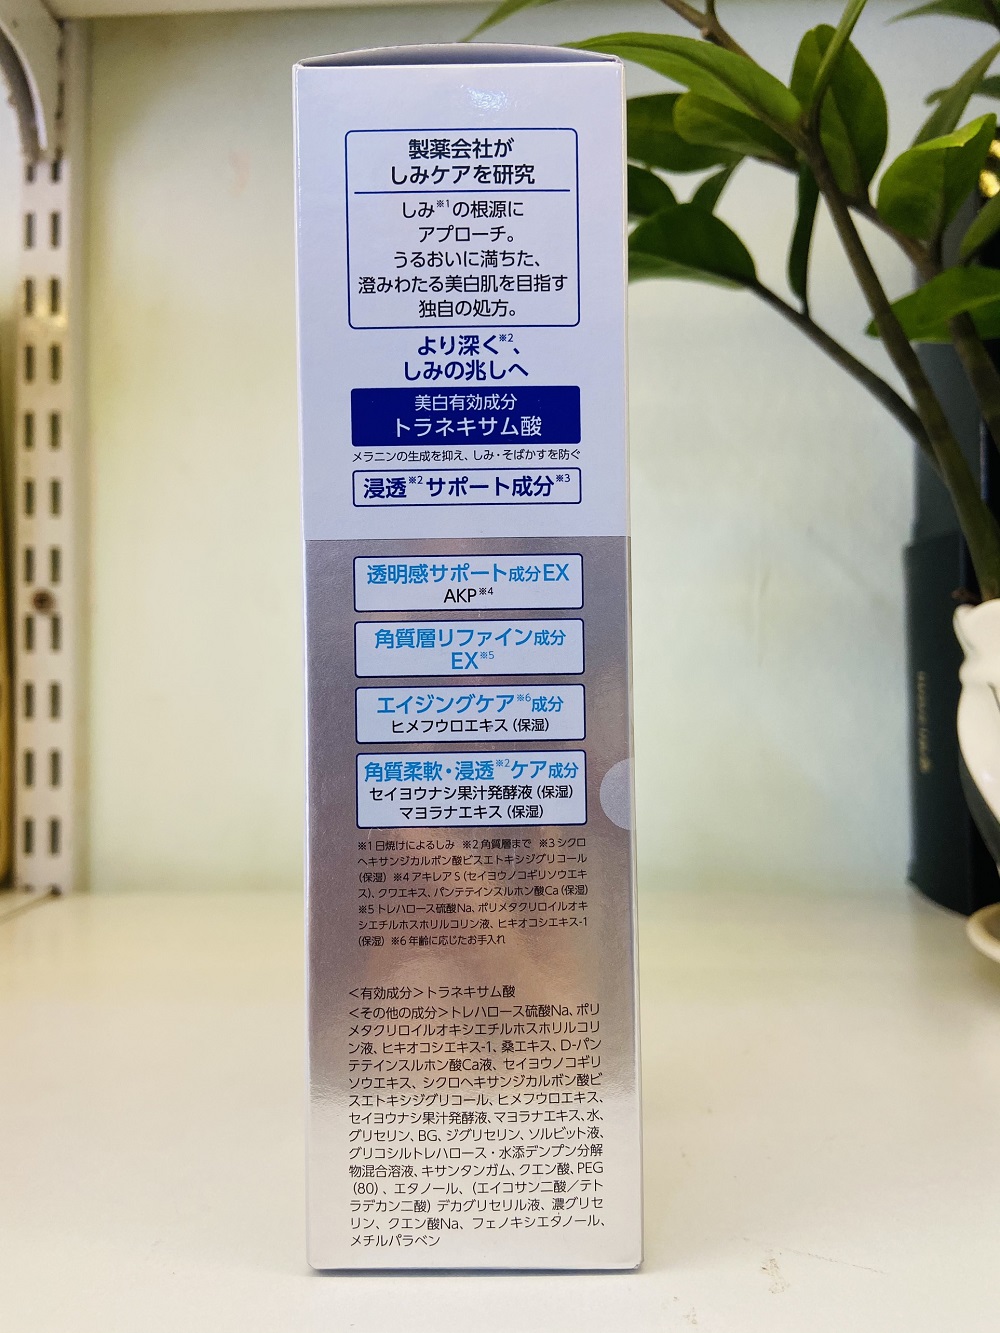 製薬会社が
しみケアを研究
しみ※1の根源に
アプローチ。
うるおいに満ちた、
澄みわたる美白肌を目指す
独自の処方。
より深く※2、
しみの兆しへ
美白有効成分
トラネキサム酸
メラニンの生成を抑え、しみ・そばかすを防ぐ
浸透※2サポート成分※3
透明感サポート成分EX
AKP※4
角質層リファイン成分
EX※5
エイジングケア※6成分
ヒメフウロエキス（保湿）
角質柔軟・浸透※2ケア成分
セイヨウナシ果汁発酵液（保湿）
マヨラナエキス（保湿）
※1日焼けによるしみ ※2角質層まで ※3シクロ
ヘキサンジカルボン酸ビスエトキシジグリコール
（保湿）※4アキレアS（セイヨウノコギリソウエキ
ス）、クワエキス、パンテテインスルホン酸Ca（保湿）
※5トレハロース硫酸Na、ポリメタクリロイルオキ
シエチルホスホリルコリン液、ヒキオコシエキス-1
（保湿）※6年齢に応じたお手入れ
＜有効成分＞トラネキサム酸
＜その他の成分＞トレハロース硫酸Na、ポリ
メタクリロイルオキシエチルホスホリルコリ
ン液、ヒキオコシエキス-1、桑エキス、D-パン
テテインスルホン酸Ca液、セイヨウノコギリ
ソウエキス、シクロヘキサンジカルボン酸ビ
スエトキシジグリコール、ヒメフウロエキス、
セイヨウナシ果汁発酵液、マヨラナエキス、水、
グリセリン、BG、ジグリセリン、ソルビット液、
グリコシルトレハロース・水添デンプン分解
物混合溶液、キサンタンガム、クエン酸、PEG
（80）、エタノール、（エイコサン二酸／テト
ラデカン二酸）デカグリセリル液、濃グリセ
リン、クエン酸Na、フェノキシエタノール、
メチルパラベン